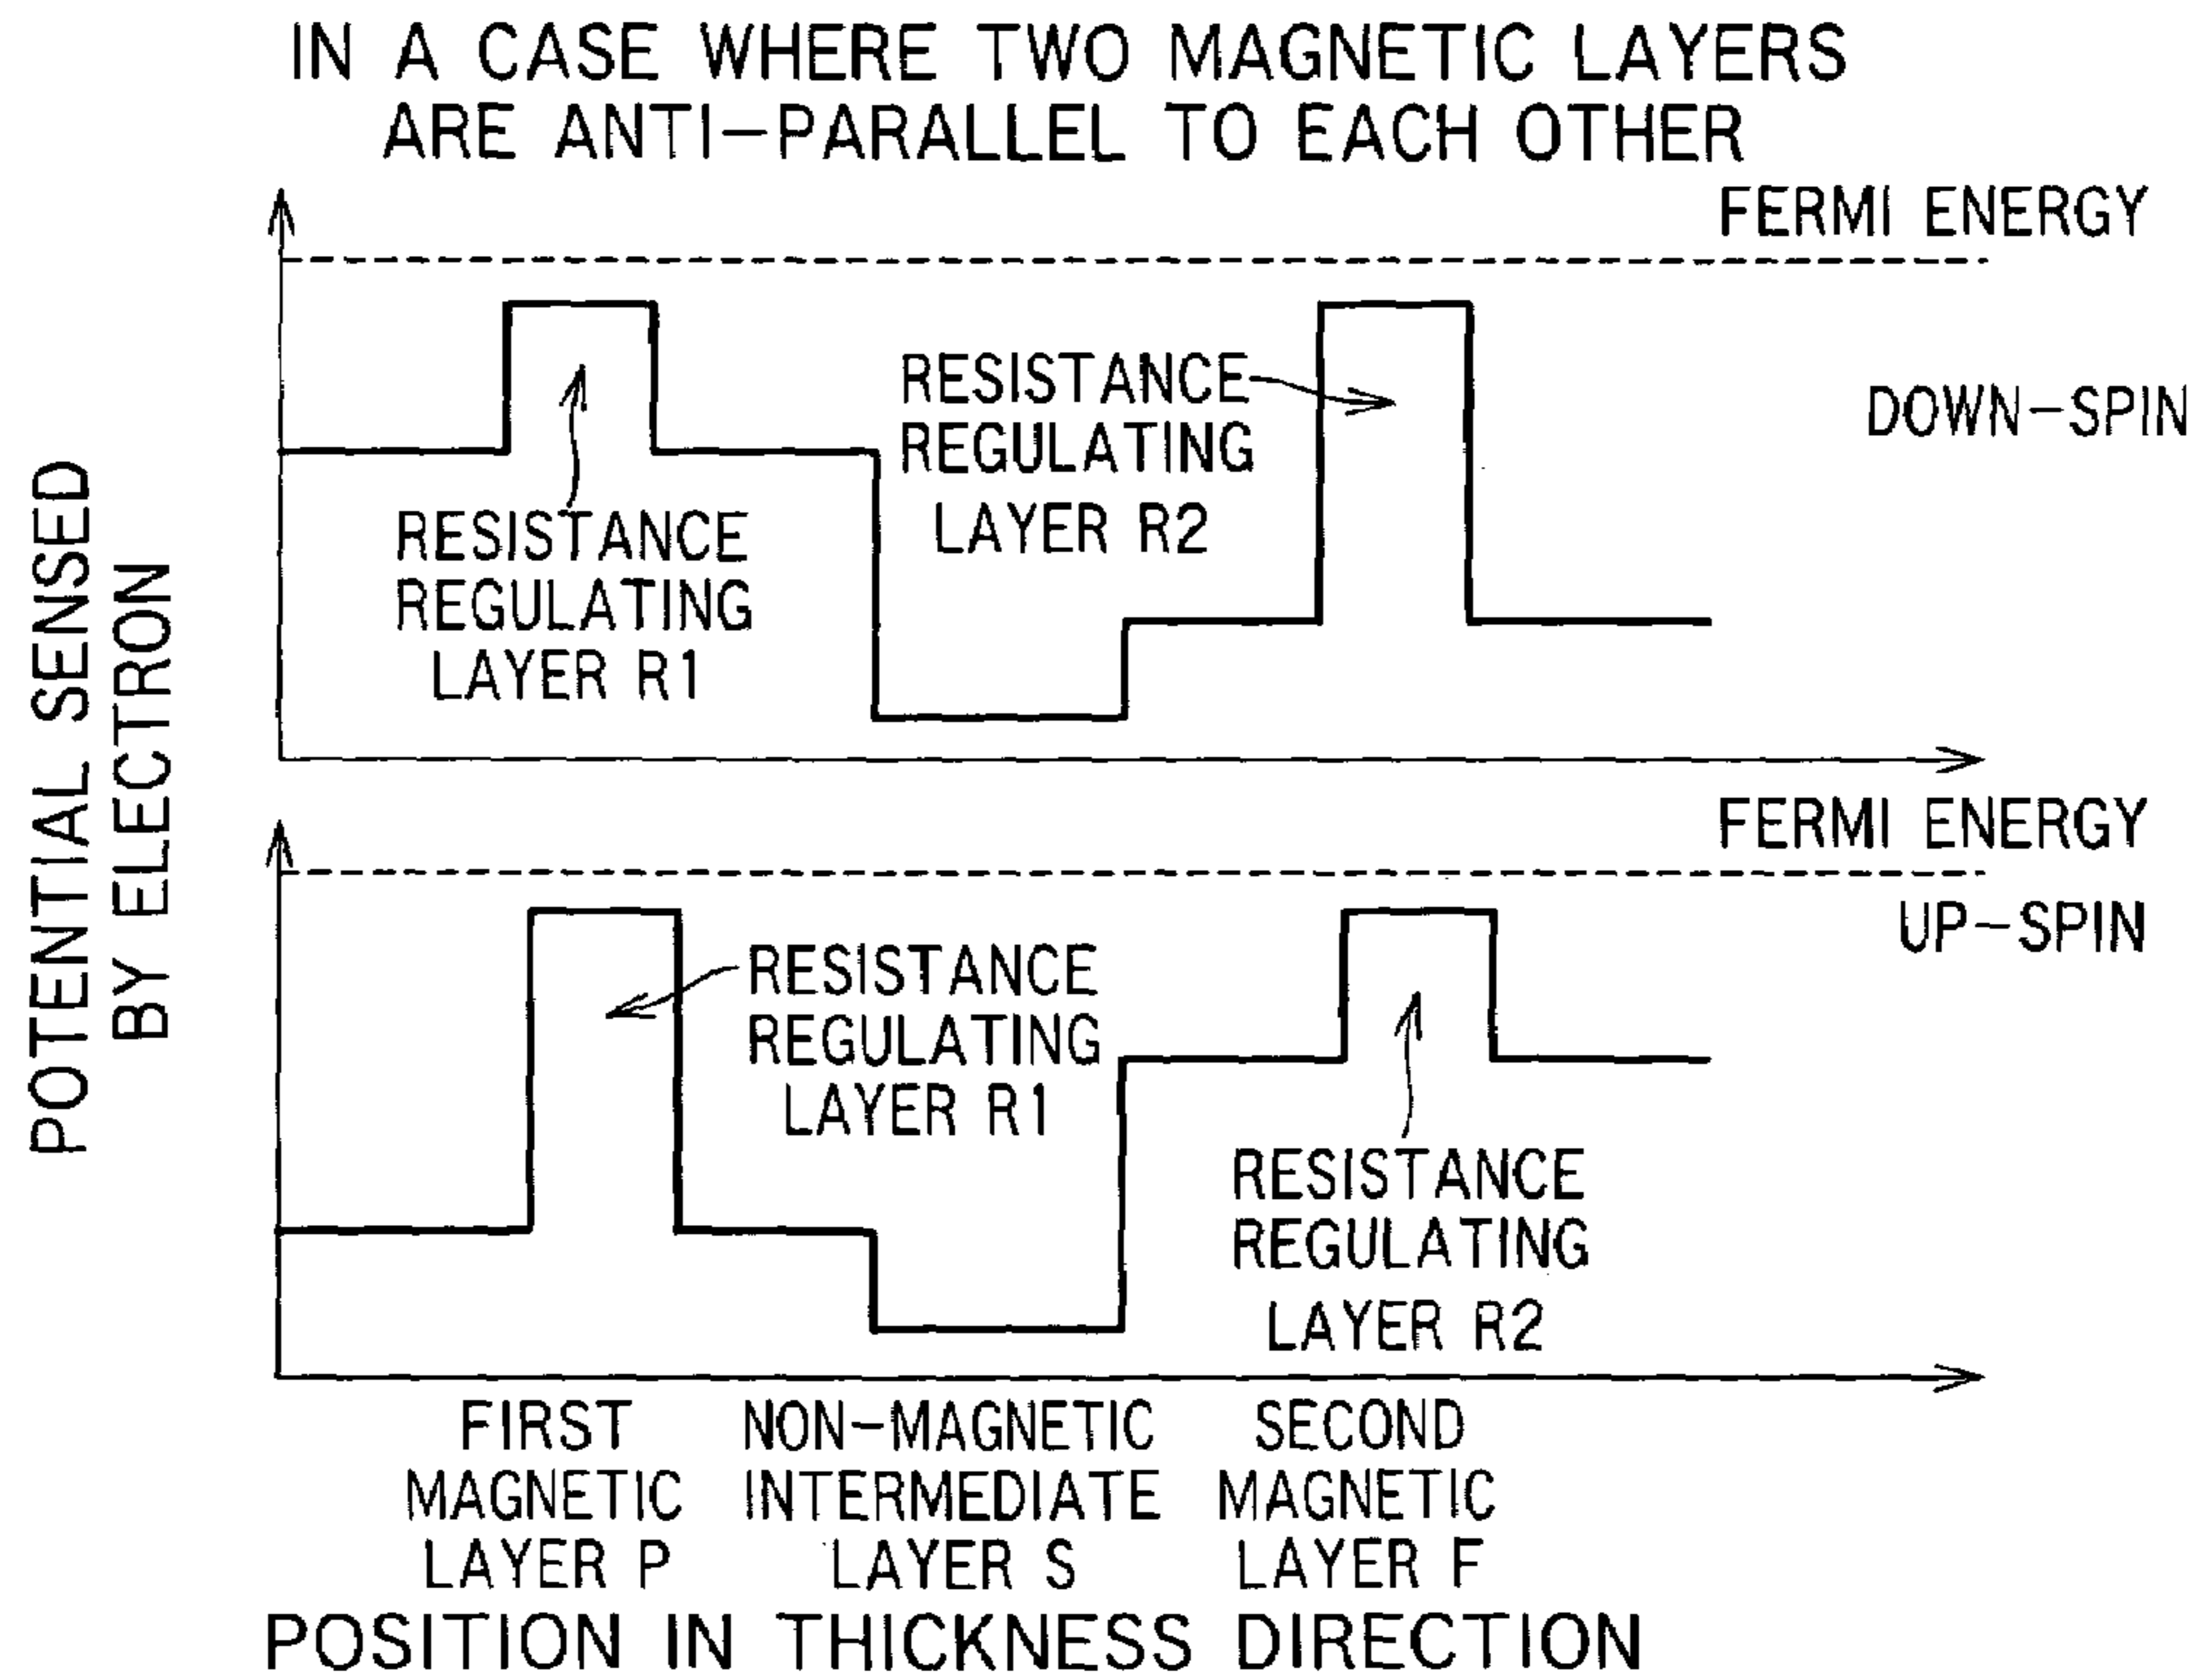 IN A CASE WHERE TWO MAGNETIC LAYERS
ARE ANTI-PARALLEL TO EACH OTHER
POTENTIAL SENSED
BY ELECTRON
FERMI ENERGY
DOWN-SPIN
RESISTANCE
REGULATING
LAYER R1
RESISTANCE
REGULATING
LAYER R2
FERMI ENERGY
UP-SPIN
RESISTANCE
REGULATING
LAYER R1
RESISTANCE
REGULATING
LAYER R2
FIRST
MAGNETIC
LAYER P
NON-MAGNETIC
INTERMEDIATE
LAYER S
SECOND
MAGNETIC
LAYER F
POSITION IN THICKNESS DIRECTION